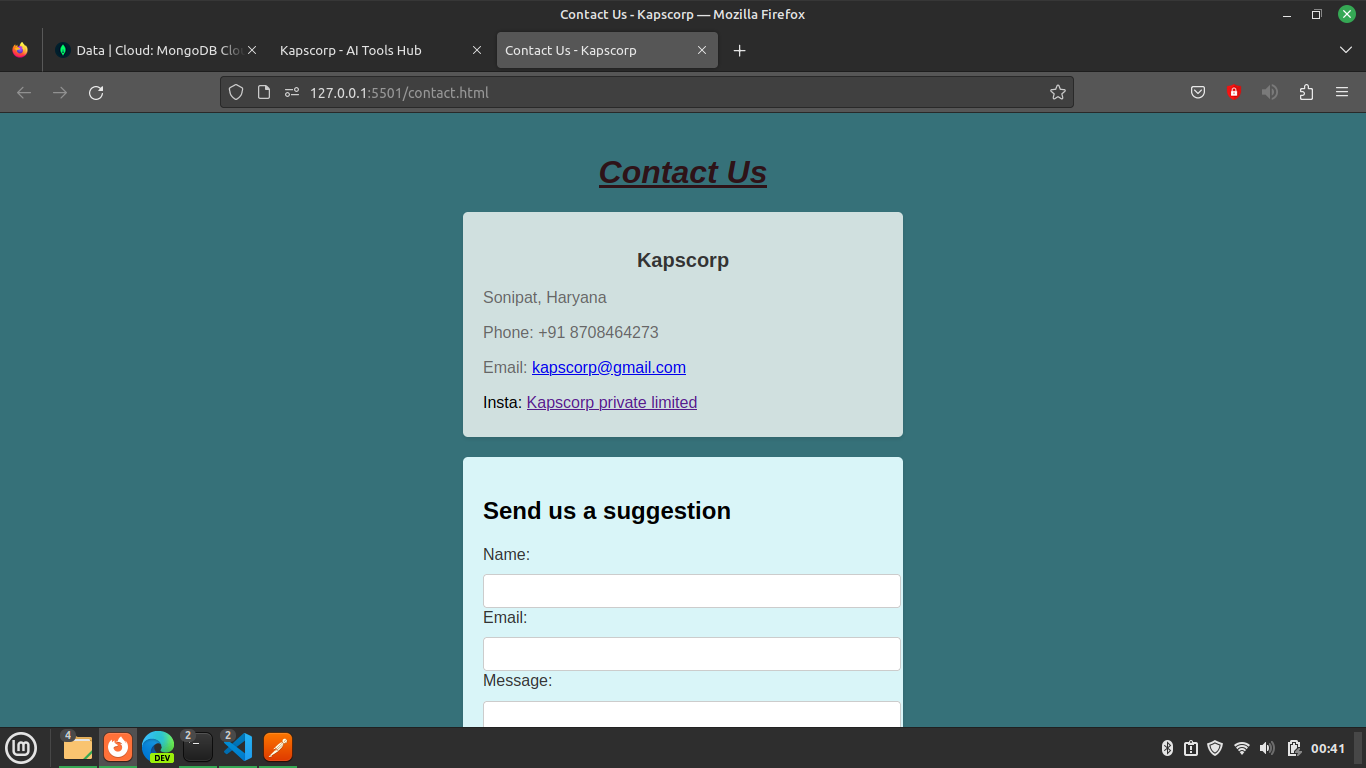 Contact Us - Kapscorp — Mozilla Firefox
Data | Cloud: MongoDB Clo
Kapscorp - AI Tools Hub
Contact Us - Kapscorp
127.0.0.1:5501/contact.html
Contact Us
Kapscorp
Sonipat, Haryana
Phone: +91 8708464273
Email: kapscorp@gmail.com
Insta: Kapscorp private limited
Send us a suggestion
Name:
Email:
Message:
4
DEV
2
2
00:41